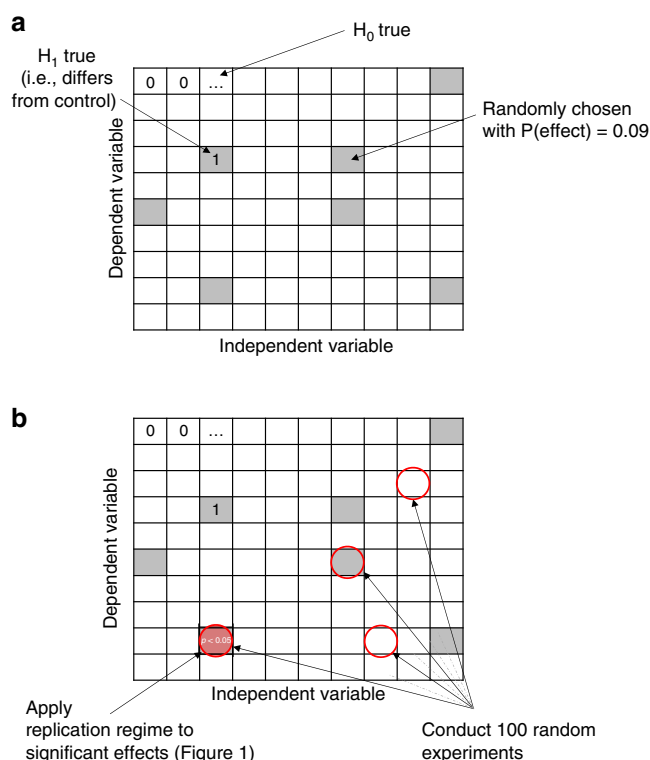 a
H1 true
(i.e., differs
from control)
H0 true
0 0 ...
1
Randomly chosen
with P(effect) = 0.09
Dependent variable
Independent variable
b
0 0 ...
1
p < 0.05
Dependent variable
Independent variable
Apply
replication regime to
significant effects (Figure 1)
Conduct 100 random
experiments